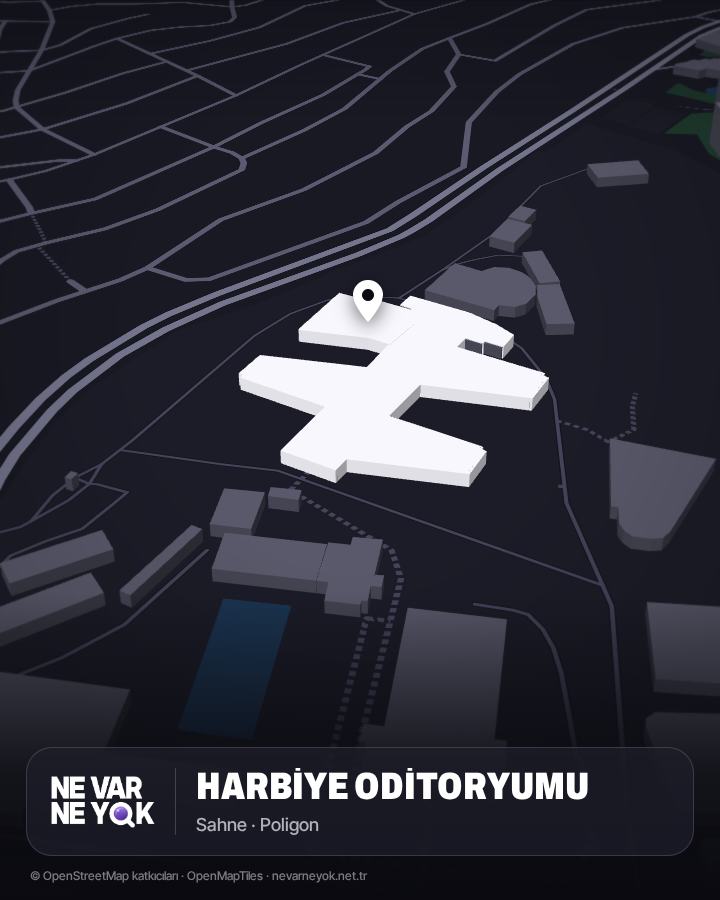 NE VAR
NE YOK
HARBİYE ODİTORYUMU
Sahne · Poligon
© OpenStreetMap katkıcıları · OpenMapTiles · nevarneyok.net.tr